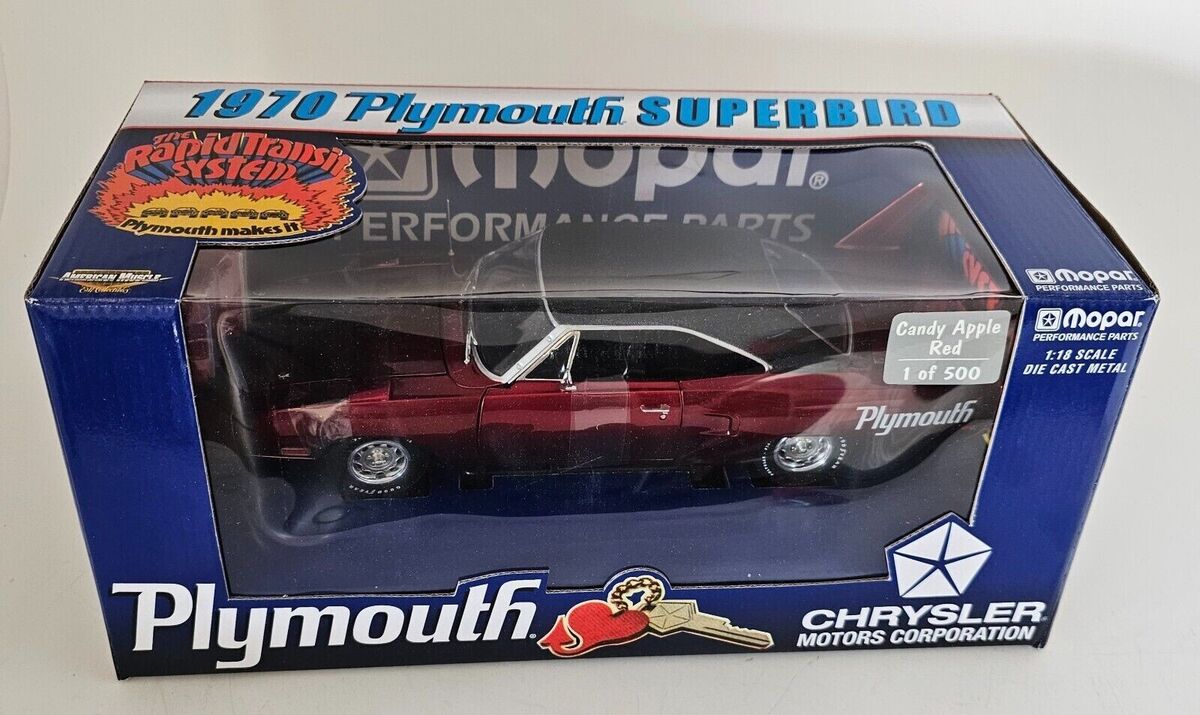 1970 Plymouth SUPERBIRD
The
Rapid Transit
SYSTEM
Plymouth makes it
Mopar®
PERFORMANCE PARTS
AMERICAN MUSCLE
Mopar
PERFORMANCE PARTS
Mopar
PERFORMANCE PARTS
1:18 SCALE
DIE CAST METAL
Candy Apple
Red
1 of 500
Plymouth
GOODYEAR
GOODYEAR
Plymouth
CHRYSLER
MOTORS CORPORATION